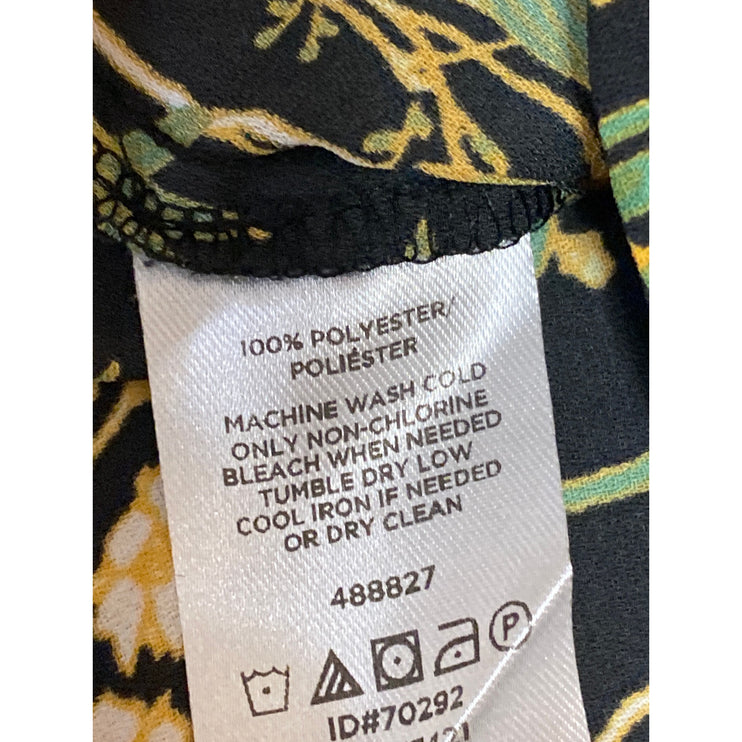 100% POLYESTER/
POLIÉSTER
MACHINE WASH COLD
ONLY NON-CHLORINE
BLEACH WHEN NEEDED
TUMBLE DRY LOW
COOL IRON IF NEEDED
OR DRY CLEAN
488827
P
ID#70292